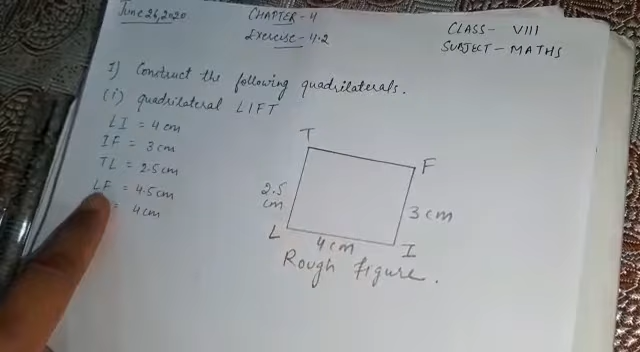 June 26, 2020
CHAPTER - 4
Exercise - 4.2
CLASS - VIII
SUBJECT - MATHS
1) Construct the following quadrilaterals.
(i) quadrilateral LIFT
LI = 4 cm
IF = 3 cm
TL = 2.5 cm
LF = 4.5 cm
= 4 cm
T
F
2.5
cm
3 cm
L
4 cm
I
Rough figure.